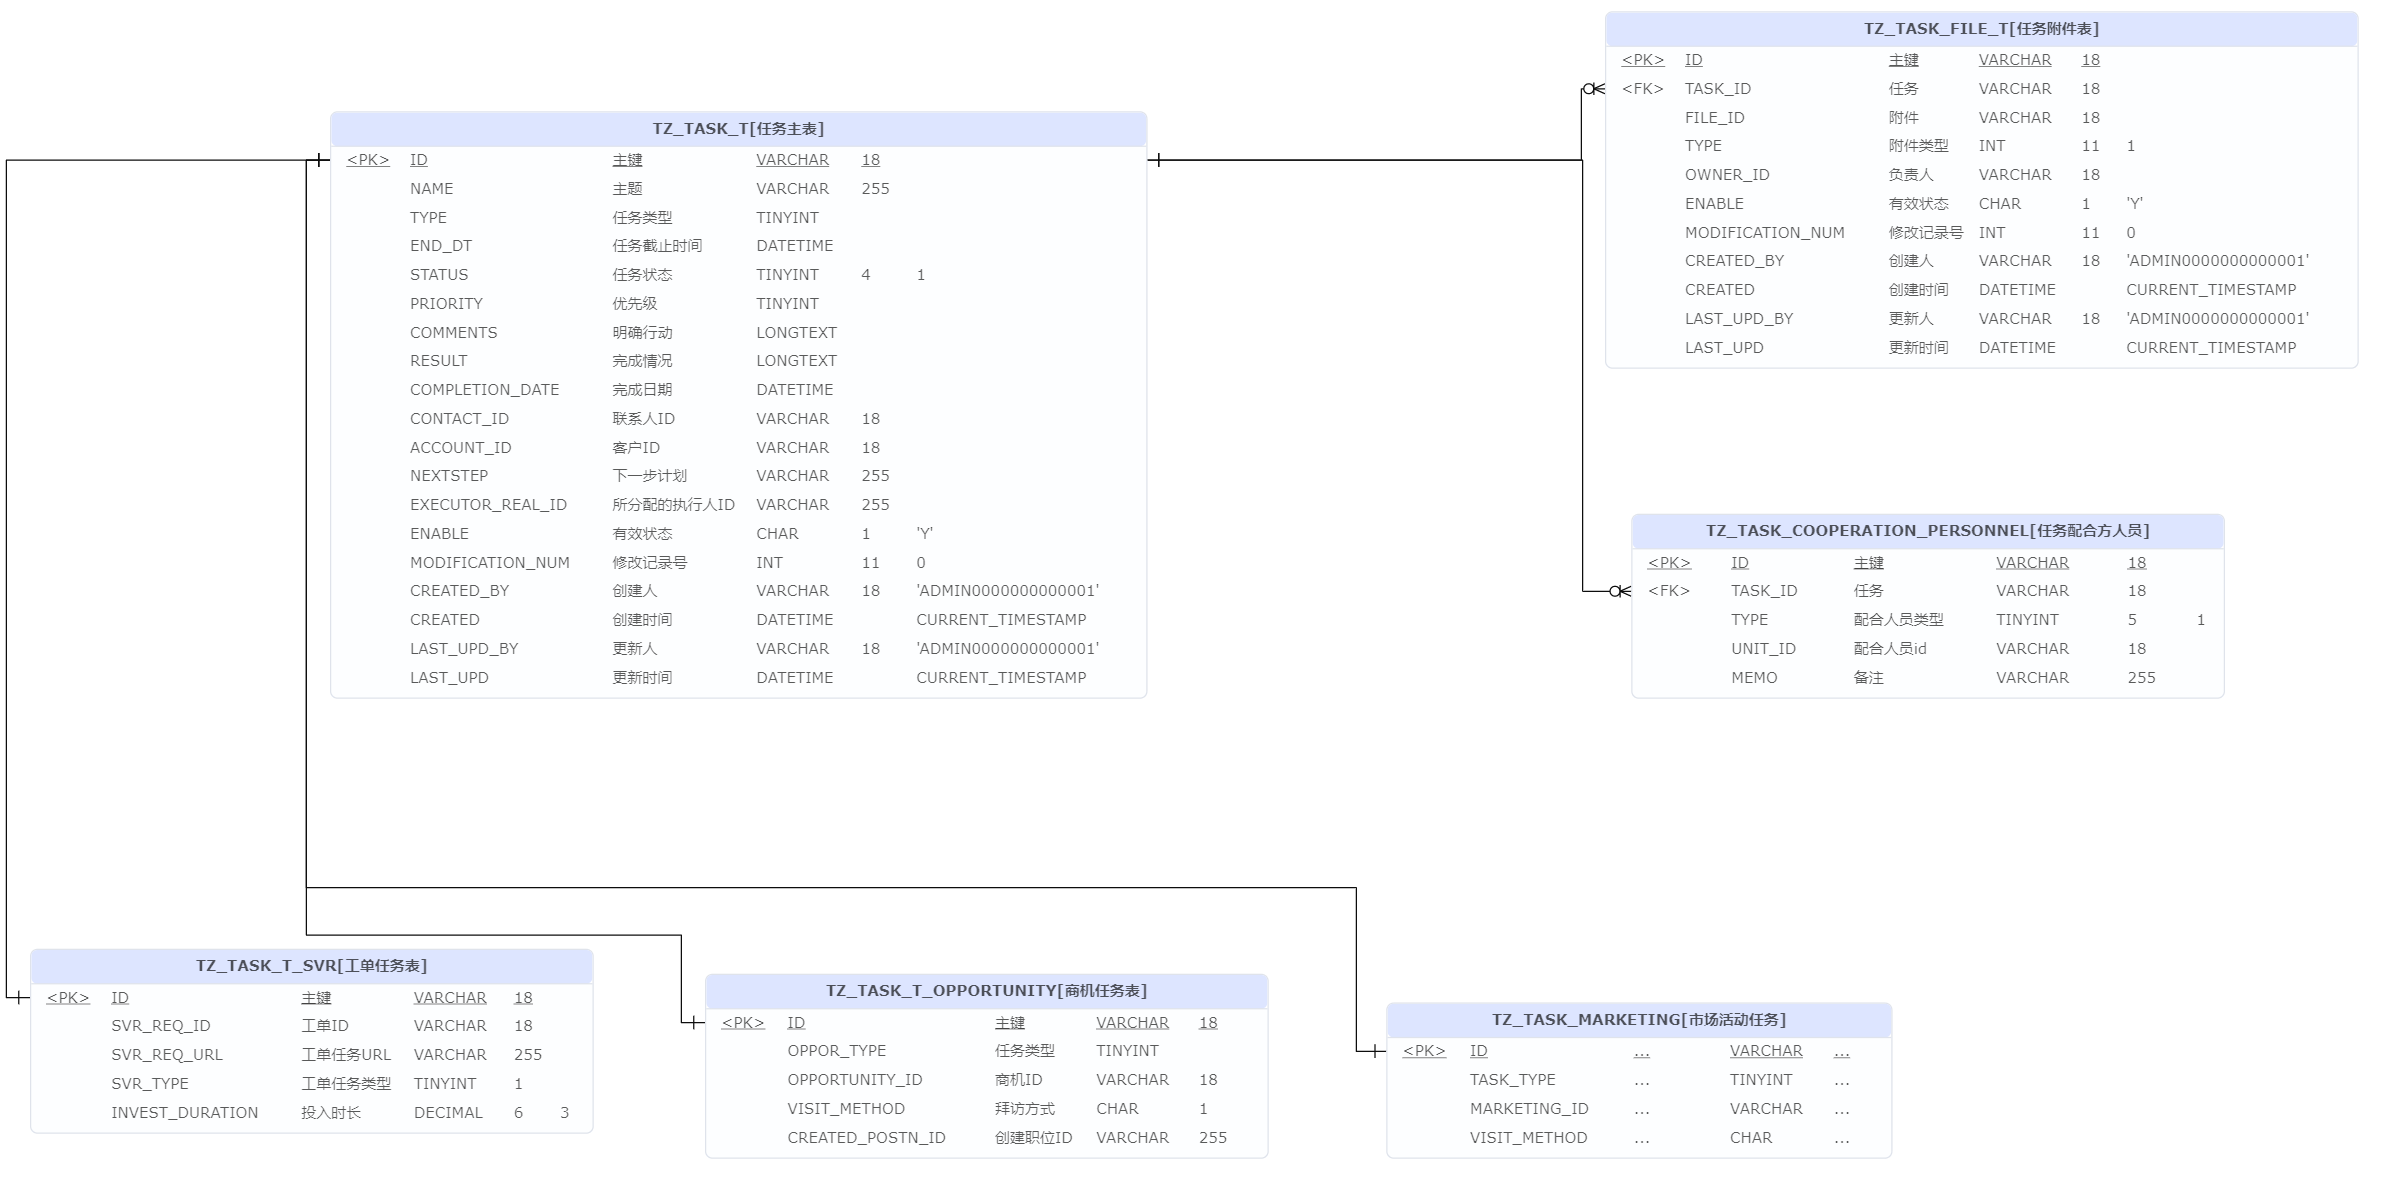 TZ_TASK_FILE_T[任务附件表]
<PK> ID 主键 VARCHAR 18
<FK> TASK_ID 任务 VARCHAR 18
FILE_ID 附件 VARCHAR 18
TYPE 附件类型 INT 11 1
OWNER_ID 负责人 VARCHAR 18
ENABLE 有效状态 CHAR 1 'Y'
MODIFICATION_NUM 修改记录号 INT 11 0
CREATED_BY 创建人 VARCHAR 18 'ADMIN0000000000001'
CREATED 创建时间 DATETIME CURRENT_TIMESTAMP
LAST_UPD_BY 更新人 VARCHAR 18 'ADMIN0000000000001'
LAST_UPD 更新时间 DATETIME CURRENT_TIMESTAMP
TZ_TASK_T[任务主表]
<PK> ID 主键 VARCHAR 18
NAME 主题 VARCHAR 255
TYPE 任务类型 TINYINT
END_DT 任务截止时间 DATETIME
STATUS 任务状态 TINYINT 4 1
PRIORITY 优先级 TINYINT
COMMENTS 明确行动 LONGTEXT
RESULT 完成情况 LONGTEXT
COMPLETION_DATE 完成日期 DATETIME
CONTACT_ID 联系人ID VARCHAR 18
ACCOUNT_ID 客户ID VARCHAR 18
NEXTSTEP 下一步计划 VARCHAR 255
EXECUTOR_REAL_ID 所分配的执行人ID VARCHAR 255
ENABLE 有效状态 CHAR 1 'Y'
MODIFICATION_NUM 修改记录号 INT 11 0
CREATED_BY 创建人 VARCHAR 18 'ADMIN0000000000001'
CREATED 创建时间 DATETIME CURRENT_TIMESTAMP
LAST_UPD_BY 更新人 VARCHAR 18 'ADMIN0000000000001'
LAST_UPD 更新时间 DATETIME CURRENT_TIMESTAMP
TZ_TASK_COOPERATION_PERSONNEL[任务配合方人员]
<PK> ID 主键 VARCHAR 18
<FK> TASK_ID 任务 VARCHAR 18
TYPE 配合人员类型 TINYINT 5 1
UNIT_ID 配合人员id VARCHAR 18
MEMO 备注 VARCHAR 255
TZ_TASK_T_SVR[工单任务表]
<PK> ID 主键 VARCHAR 18
SVR_REQ_ID 工单ID VARCHAR 18
SVR_REQ_URL 工单任务URL VARCHAR 255
SVR_TYPE 工单任务类型 TINYINT 1
INVEST_DURATION 投入时长 DECIMAL 6 3
TZ_TASK_T_OPPORTUNITY[商机任务表]
<PK> ID 主键 VARCHAR 18
OPPOR_TYPE 任务类型 TINYINT
OPPORTUNITY_ID 商机ID VARCHAR 18
VISIT_METHOD 拜访方式 CHAR 1
CREATED_POSTN_ID 创建职位ID VARCHAR 255
TZ_TASK_MARKETING[市场活动任务]
<PK> ID ... VARCHAR ...
TASK_TYPE ... TINYINT ...
MARKETING_ID ... VARCHAR ...
VISIT_METHOD ... CHAR ...